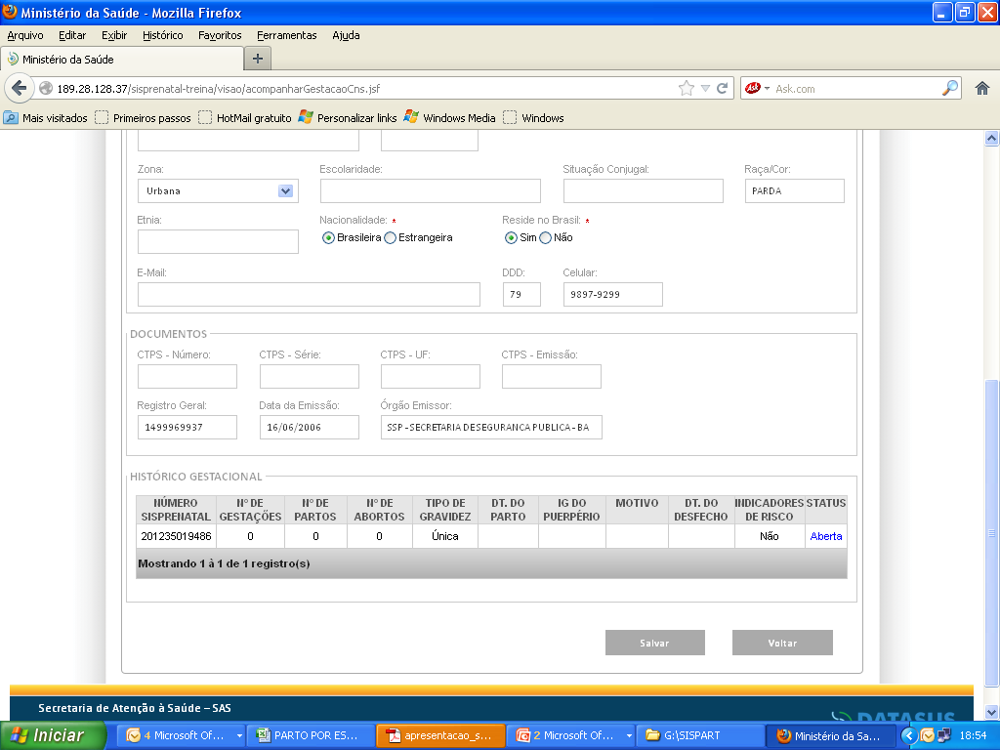 Ministério da Saúde - Mozilla Firefox
Arquivo Editar Exibir Histórico Favoritos Ferramentas Ajuda
Ministério da Saúde
189.28.128.37/sisprenatal-treina/visao/acompanharGestacaoCns.jsf
Ask Ask.com
Mais visitados Primeiros passos HotMail gratuito Personalizar links Windows Media Windows
Zona: Escolaridade: Situação Conjugal: Raça/Cor:
Urbana PARDA
Etnia: Nacionalidade: * Reside no Brasil: *
Brasileira Estrangeira Sim Não
E-Mail: DDD: Celular:
79 9897-9299
DOCUMENTOS
CTPS - Número: CTPS - Série: CTPS - UF: CTPS - Emissão:
Registro Geral: Data da Emissão: Órgão Emissor:
1499969937 16/06/2006 SSP - SECRETARIA DE SEGURANCA PUBLICA - BA
HISTÓRICO GESTACIONAL
NÚMERO SISPRENATAL Nº DE GESTAÇÕES Nº DE PARTOS Nº DE ABORTOS TIPO DE GRAVIDEZ DT. DO PARTO IG DO PUERPÉRIO MOTIVO DT. DO DESFECHO INDICADORES DE RISCO STATUS
201235019486 0 0 0 Única Não Aberta
Mostrando 1 à 1 de 1 registro(s)
Salvar Voltar
Secretaria de Atenção à Saúde – SAS
DATASUS
Iniciar 4 Microsoft Of... PARTO POR ES... apresentacao_s... 2 Microsoft Of... G:\SISPART Ministério da Sa... 18:54